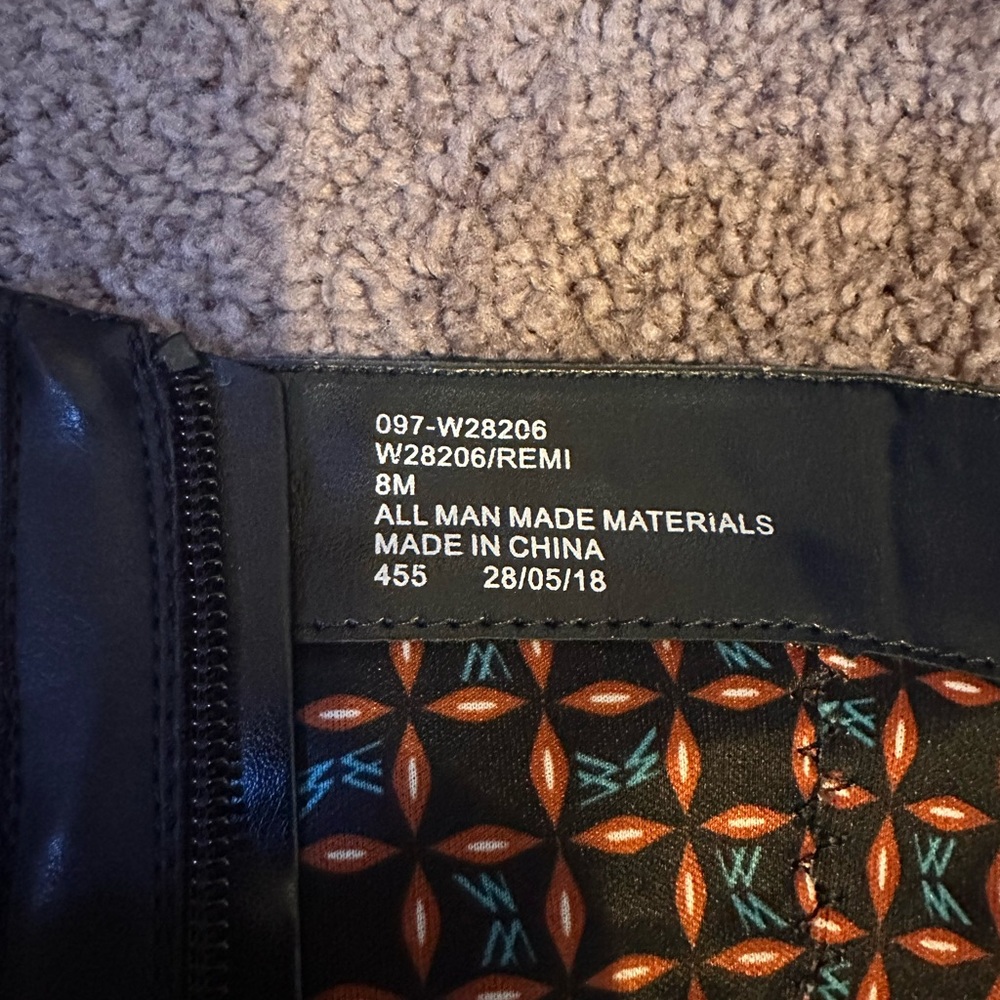 097-W28206
W28206/REMI
8M
ALL MAN MADE MATERIALS
MADE IN CHINA
455 28/05/18